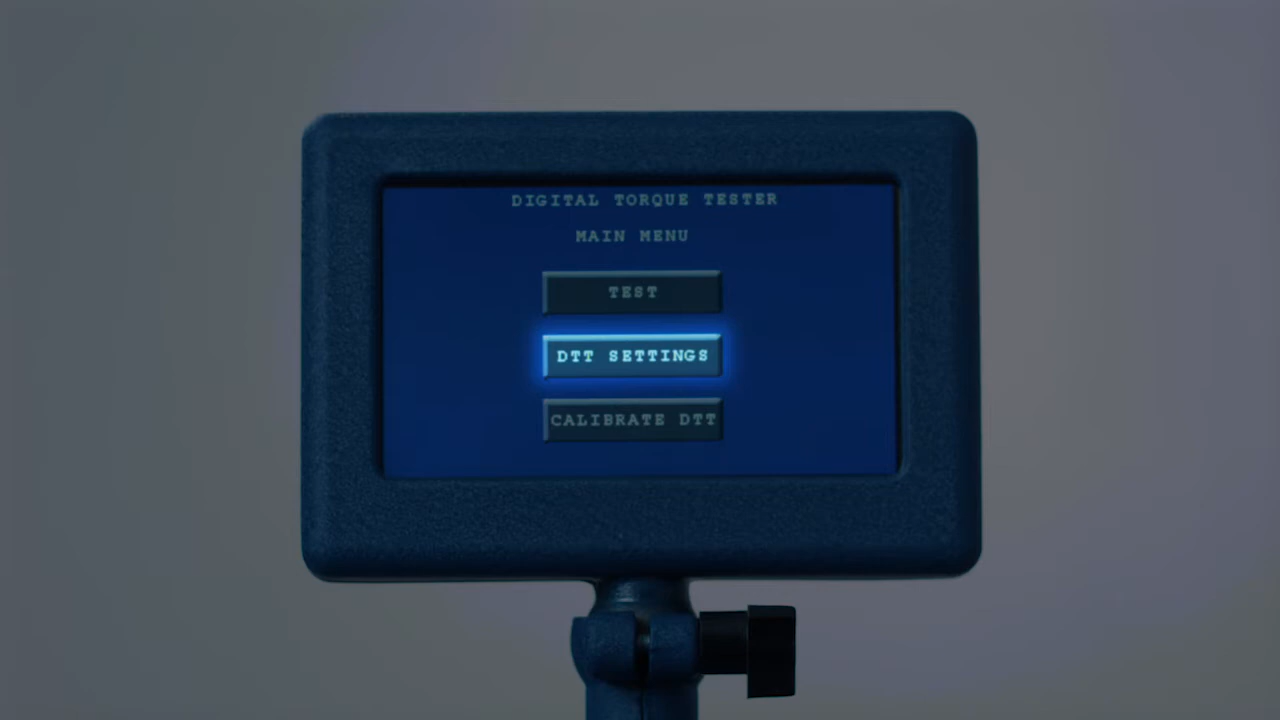 DIGITAL TORQUE TESTER
MAIN MENU
TEST
DTT SETTINGS
CALIBRATE DTT